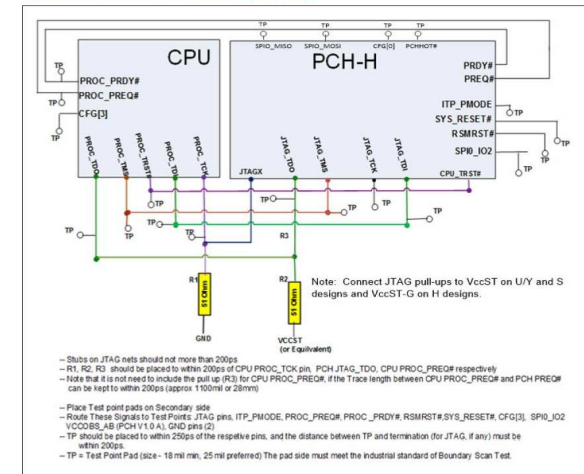 TP TP TP TP
SPIO_MISO SPIO_MOSI CFG[0] PCHHOT#
CPU
PCH-H
TP
PROC_PRDY#
PROC_PREQ#
TP
CFG[3]
TP
PRDY#
PREQ#
ITP_PMODE TP
SYS_RESET# TP
RSMRST# TP
SPI0_IO2
TP
CPU_TRST#
PROC_TDO
PROC_TMS
PROC_TRST#
PROC_TDI
PROC_TCK
JTAGX
JTAG_TDO
JTAG_TMS
JTAG_TCK
JTAG_TDI
TP TP TP TP TP
TP TP TP TP
R3
R1
51 Ohm
R2
51 Ohm
GND
VCCST
(or Equilvalent)
Note: Connect JTAG pull-ups to VccST on U/Y and S
designs and VccST-G on H designs.
-- Stubs on JTAG nets should not more than 200ps
-- R1, R2, R3 should be placed to within 200ps of CPU PROC_TCK pin, PCH JTAG_TDO, CPU PROC_PREQ# respectively
-- Note that it is not need to include the pull up (R3) for CPU PROC_PREQ#, if the Trace length between CPU PROC_PREQ# and PCH PREQ#
can be kept to within 200ps (approx 1100mil or 28mm)
-- Place Test point pads on Secondary side
-- Route These Signals to Test Points: JTAG pins, ITP_PMODE, PROC_PREQ#, PROC_PRDY#, RSMRST#,SYS_RESET#, CFG[3], SPI0_IO2
VCCOBS_AB (PCH V1.0 A), GND pins (2)
-- TP should be placed to within 250ps of the respetive pins, and the distance between TP and termination (for JTAG, if any) must be
within 200ps.
-- TP = Test Point Pad (size - 18 mil min, 25 mil preferred) The pad side must meet the industrial standard of Boundary Scan Test.